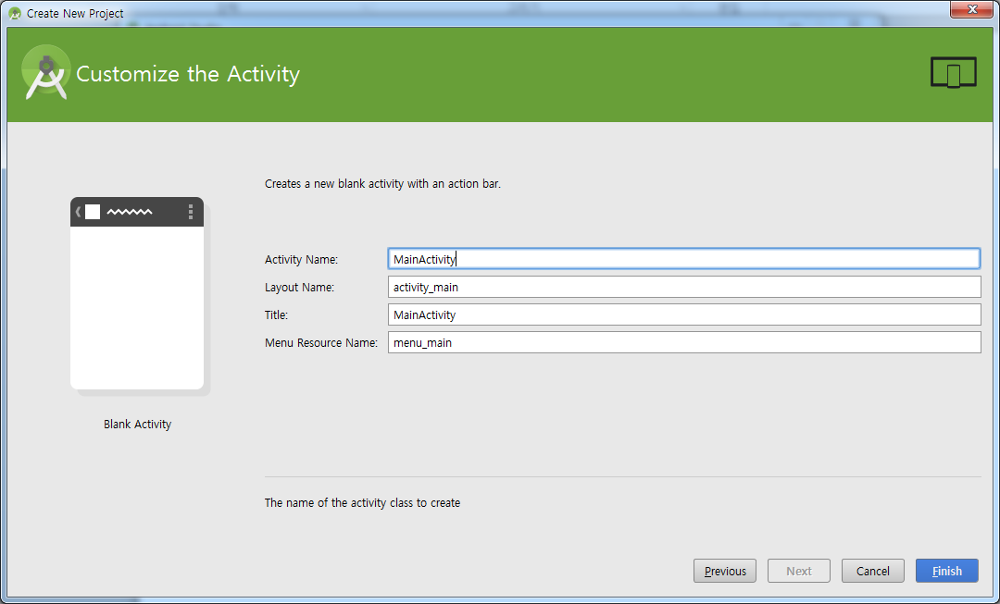 Create New Project
Customize the Activity
Creates a new blank activity with an action bar.
Activity Name: MainActivity
Layout Name: activity_main
Title: MainActivity
Menu Resource Name: menu_main
Blank Activity
The name of the activity class to create
Previous Next Cancel Finish